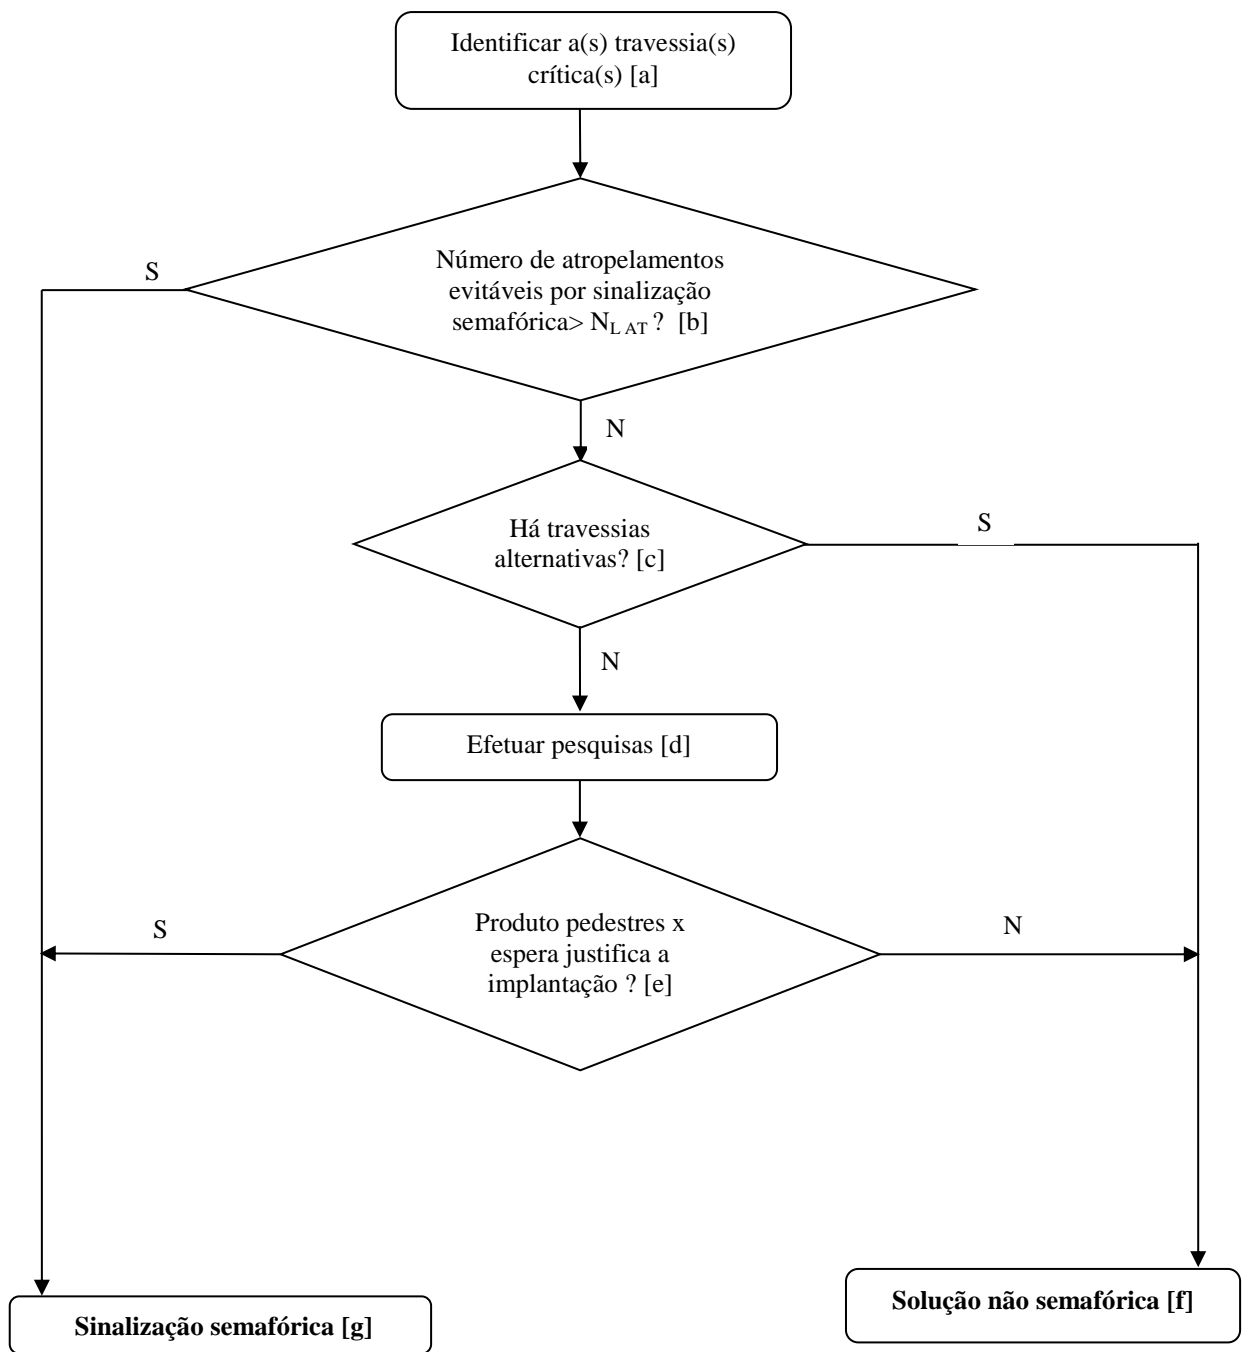 Identificar a(s) travessia(s)
crítica(s) [a]
S
Número de atropelamentos
evitáveis por sinalização
semafórica> N_L AT ? [b]
N
Há travessias
alternativas? [c]
S
N
Efetuar pesquisas [d]
S
Produto pedestres x
espera justifica a
implantação ? [e]
N
Sinalização semafórica [g]
Solução não semafórica [f]